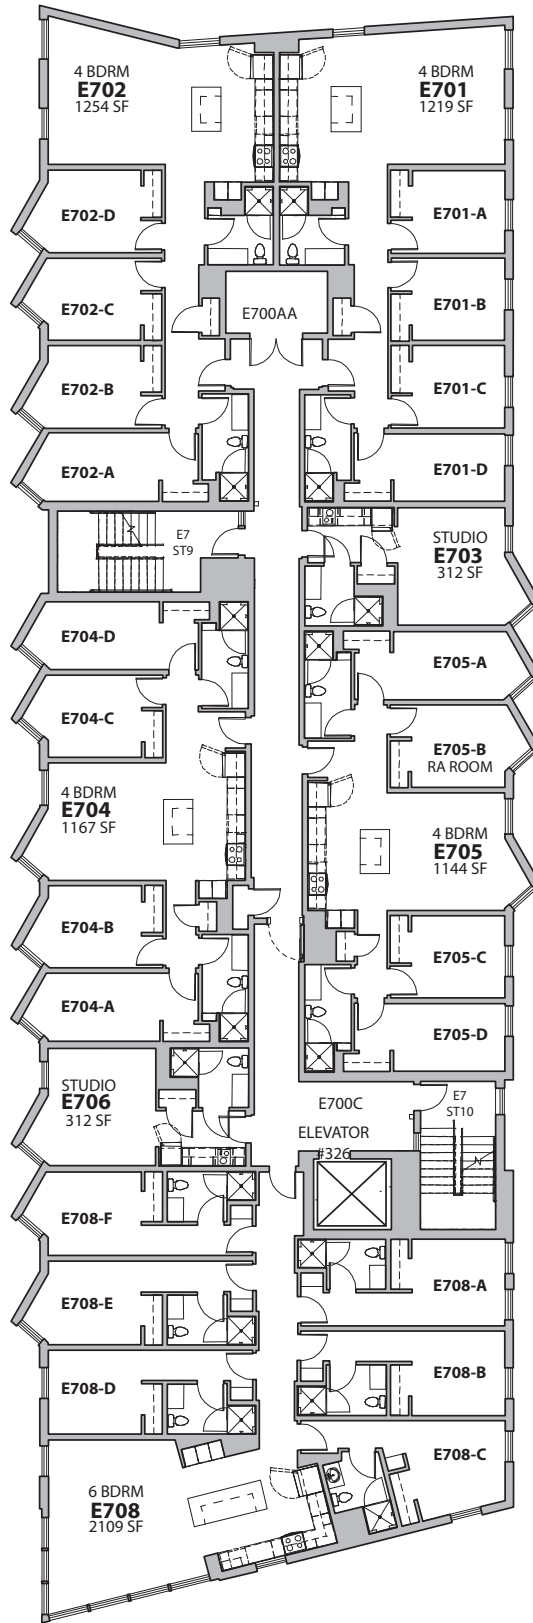 4 BDRM
E702
1254 SF
4 BDRM
E701
1219 SF
E702-D
E701-A
E702-C
E701-B
E700AA
E702-B
E701-C
E702-A
E701-D
E7
ST9
STUDIO
E703
312 SF
E704-D
E705-A
E704-C
E705-B
RA ROOM
4 BDRM
E704
1167 SF
4 BDRM
E705
1144 SF
E704-B
E705-C
E704-A
E705-D
STUDIO
E706
312 SF
E700C
E7
ST10
ELEVATOR
#326
E708-F
E708-A
E708-E
E708-B
E708-D
E708-C
6 BDRM
E708
2109 SF